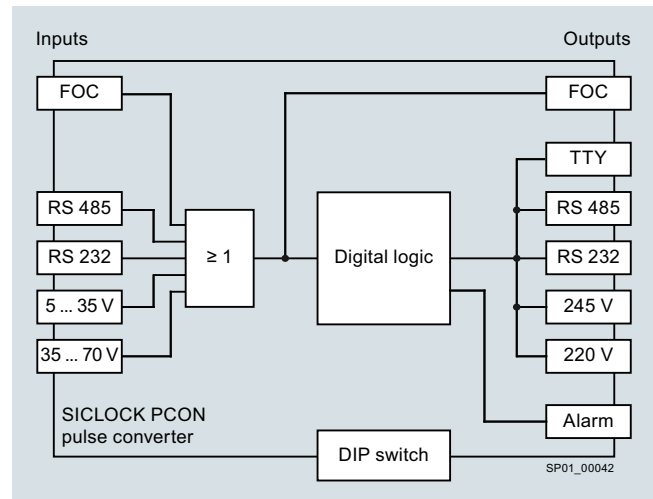 Inputs
Outputs
FOC
FOC
TTY
RS 485
RS 485
RS 232
≥ 1
Digital logic
RS 232
5 ... 35 V
245 V
35 ... 70 V
220 V
SICLOCK PCON
pulse converter
Alarm
DIP switch
SP01_00042